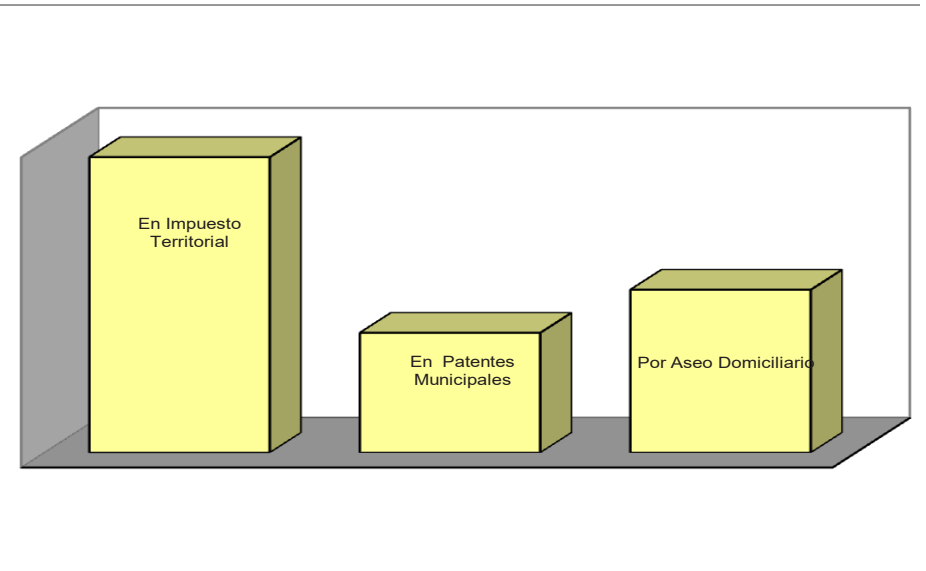 En Impuesto
Territorial
En  Patentes
Municipales
Por Aseo Domiciliario